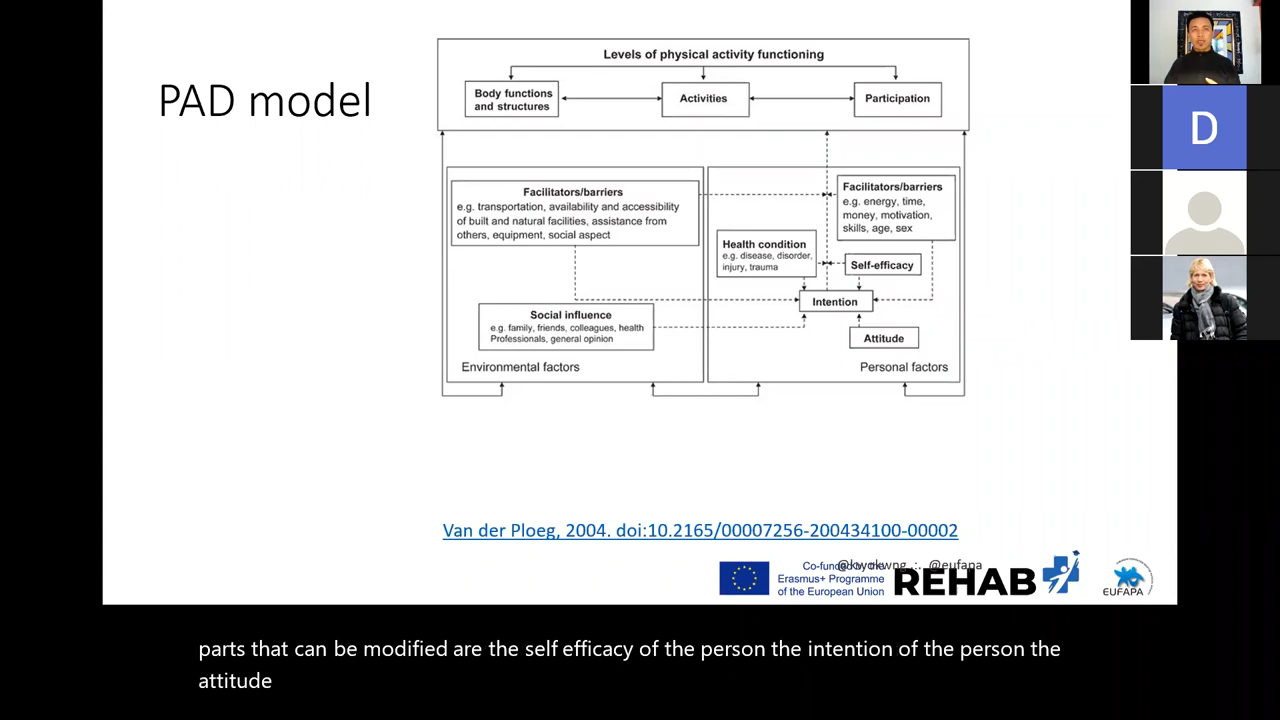 PAD model
Levels of physical activity functioning
Body functions
and structures
Activities
Participation
Facilitators/barriers
e.g. transportation, availability and accessibility
of built and natural facilities, assistance from
others, equipment, social aspect
Facilitators/barriers
e.g. energy, time,
money, motivation,
skills, age, sex
Health condition
e.g. disease, disorder,
injury, trauma
Self-efficacy
Intention
Social influence
e.g. family, friends, colleagues, health
Professionals, general opinion
Attitude
Environmental factors
Personal factors
Van der Ploeg, 2004. doi:10.2165/00007256-200434100-00002
@kwokwng .:. @eufapa
Co-funded by the
Erasmus+ Programme
of the European Union
REHAB
EUFAPA
D
parts that can be modified are the self efficacy of the person the intention of the person the
attitude